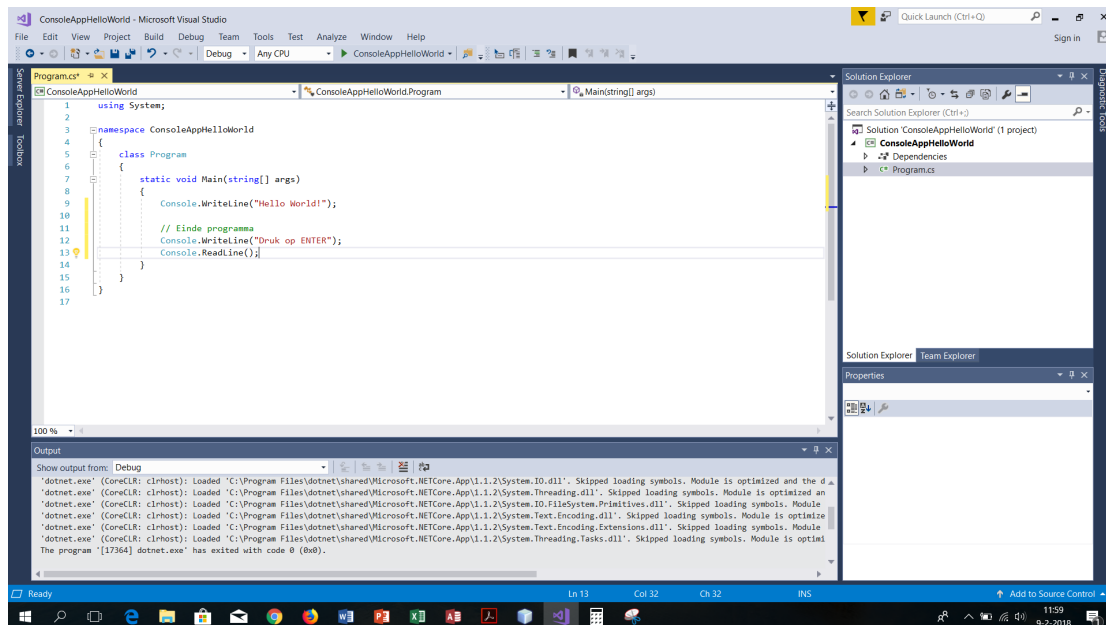 ConsoleAppHelloWorld - Microsoft Visual Studio
Quick Launch (Ctrl+Q)
File Edit View Project Build Debug Team Tools Test Analyze Window Help
Sign in
Debug Any CPU ConsoleAppHelloWorld
Server Explorer
Toolbox
Program.cs*
ConsoleAppHelloWorld ConsoleAppHelloWorld.Program Main(string[] args)
1 using System;
2
3 namespace ConsoleAppHelloWorld
4 {
5 class Program
6 {
7 static void Main(string[] args)
8 {
9 Console.WriteLine("Hello World!");
10
11 // Einde programma
12 Console.WriteLine("Druk op ENTER");
13 Console.ReadLine();
14 }
15 }
16 }
17
100 %
Solution Explorer
Search Solution Explorer (Ctrl+;)
Solution 'ConsoleAppHelloWorld' (1 project)
ConsoleAppHelloWorld
Dependencies
Program.cs
Solution Explorer Team Explorer
Properties
Diagnostic Tools
Output
Show output from: Debug
'dotnet.exe' (CoreCLR: clrhost): Loaded 'C:\Program Files\dotnet\shared\Microsoft.NETCore.App\1.1.2\System.IO.dll'. Skipped loading symbols. Module is optimized and the d
'dotnet.exe' (CoreCLR: clrhost): Loaded 'C:\Program Files\dotnet\shared\Microsoft.NETCore.App\1.1.2\System.Threading.dll'. Skipped loading symbols. Module is optimized an
'dotnet.exe' (CoreCLR: clrhost): Loaded 'C:\Program Files\dotnet\shared\Microsoft.NETCore.App\1.1.2\System.IO.FileSystem.Primitives.dll'. Skipped loading symbols. Module
'dotnet.exe' (CoreCLR: clrhost): Loaded 'C:\Program Files\dotnet\shared\Microsoft.NETCore.App\1.1.2\System.Text.Encoding.dll'. Skipped loading symbols. Module is optimize
'dotnet.exe' (CoreCLR: clrhost): Loaded 'C:\Program Files\dotnet\shared\Microsoft.NETCore.App\1.1.2\System.Text.Encoding.Extensions.dll'. Skipped loading symbols. Module
'dotnet.exe' (CoreCLR: clrhost): Loaded 'C:\Program Files\dotnet\shared\Microsoft.NETCore.App\1.1.2\System.Threading.Tasks.dll'. Skipped loading symbols. Module is optimi
The program '[17364] dotnet.exe' has exited with code 0 (0x0).
Ready Ln 13 Col 32 Ch 32 INS Add to Source Control
11:59
9-2-2018